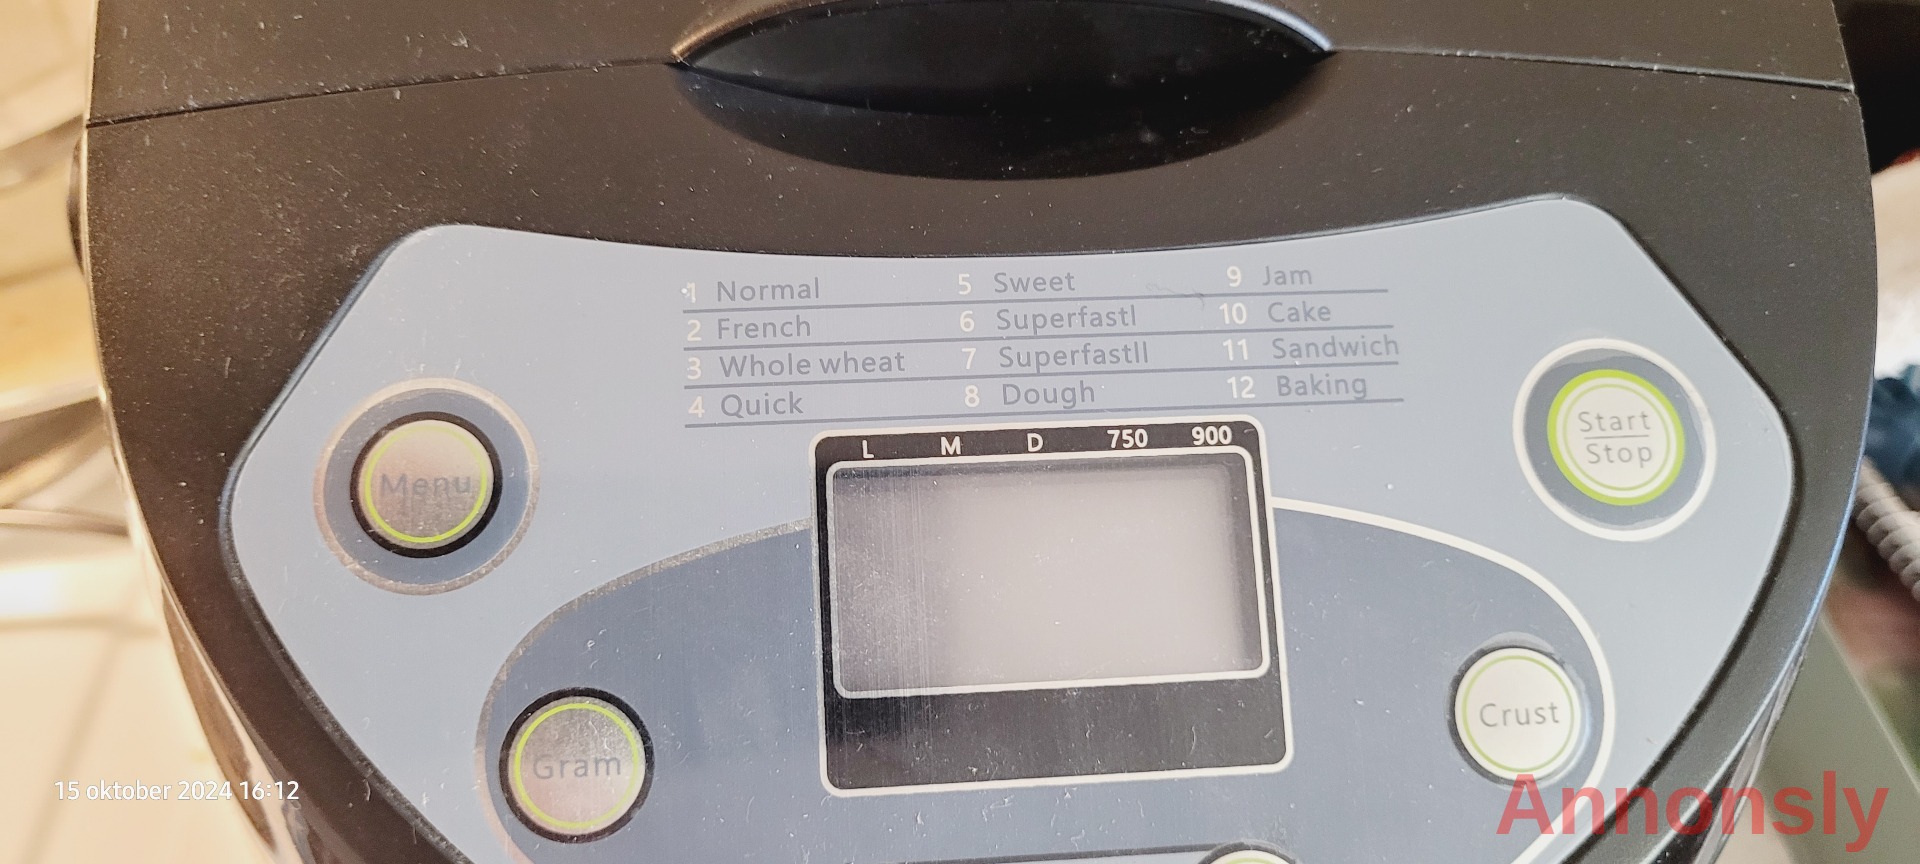 1 Normal 5 Sweet 9 Jam
2 French 6 SuperfastI 10 Cake
3 Whole wheat 7 SuperfastII 11 Sandwich
4 Quick 8 Dough 12 Baking
L M D 750 900
Menu
Start
Stop
Gram
Crust
15 oktober 2024 16:12
Annonsly